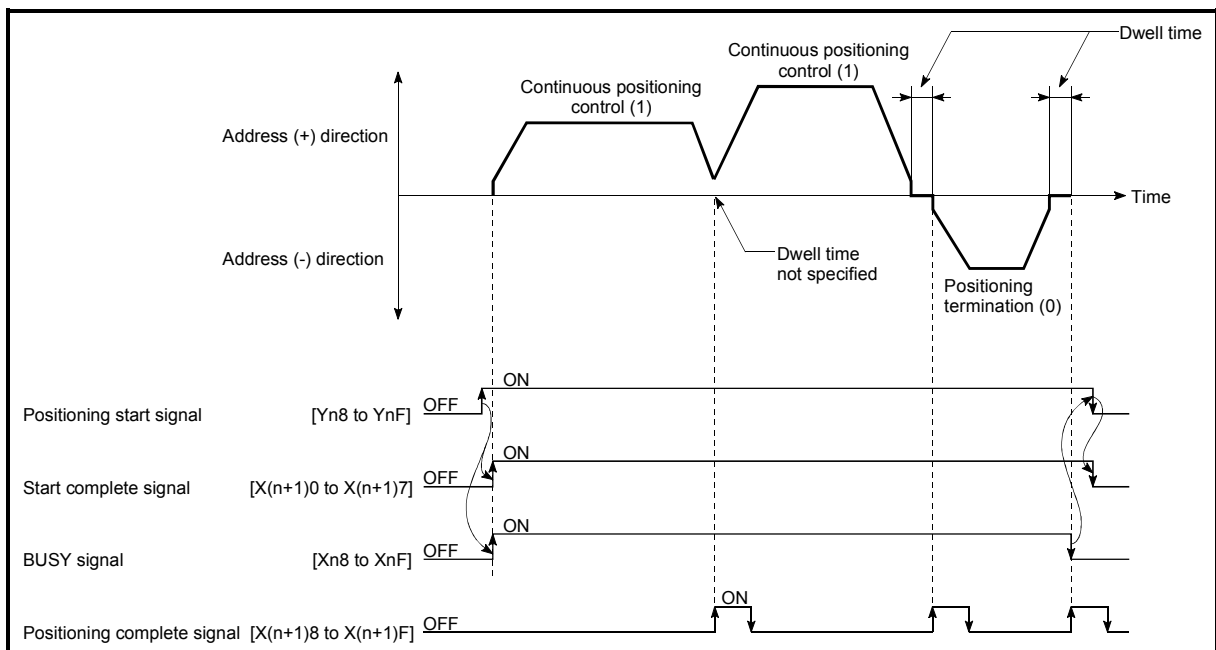 Dwell time
Continuous positioning
control (1)
Continuous positioning
control (1)
Address (+) direction
Time
Address (-) direction
Dwell time
not specified
Positioning
termination (0)
ON
Positioning start signal [Yn8 to YnF] OFF
ON
Start complete signal [X(n+1)0 to X(n+1)7] OFF
ON
BUSY signal [Xn8 to XnF] OFF
ON
Positioning complete signal [X(n+1)8 to X(n+1)F] OFF